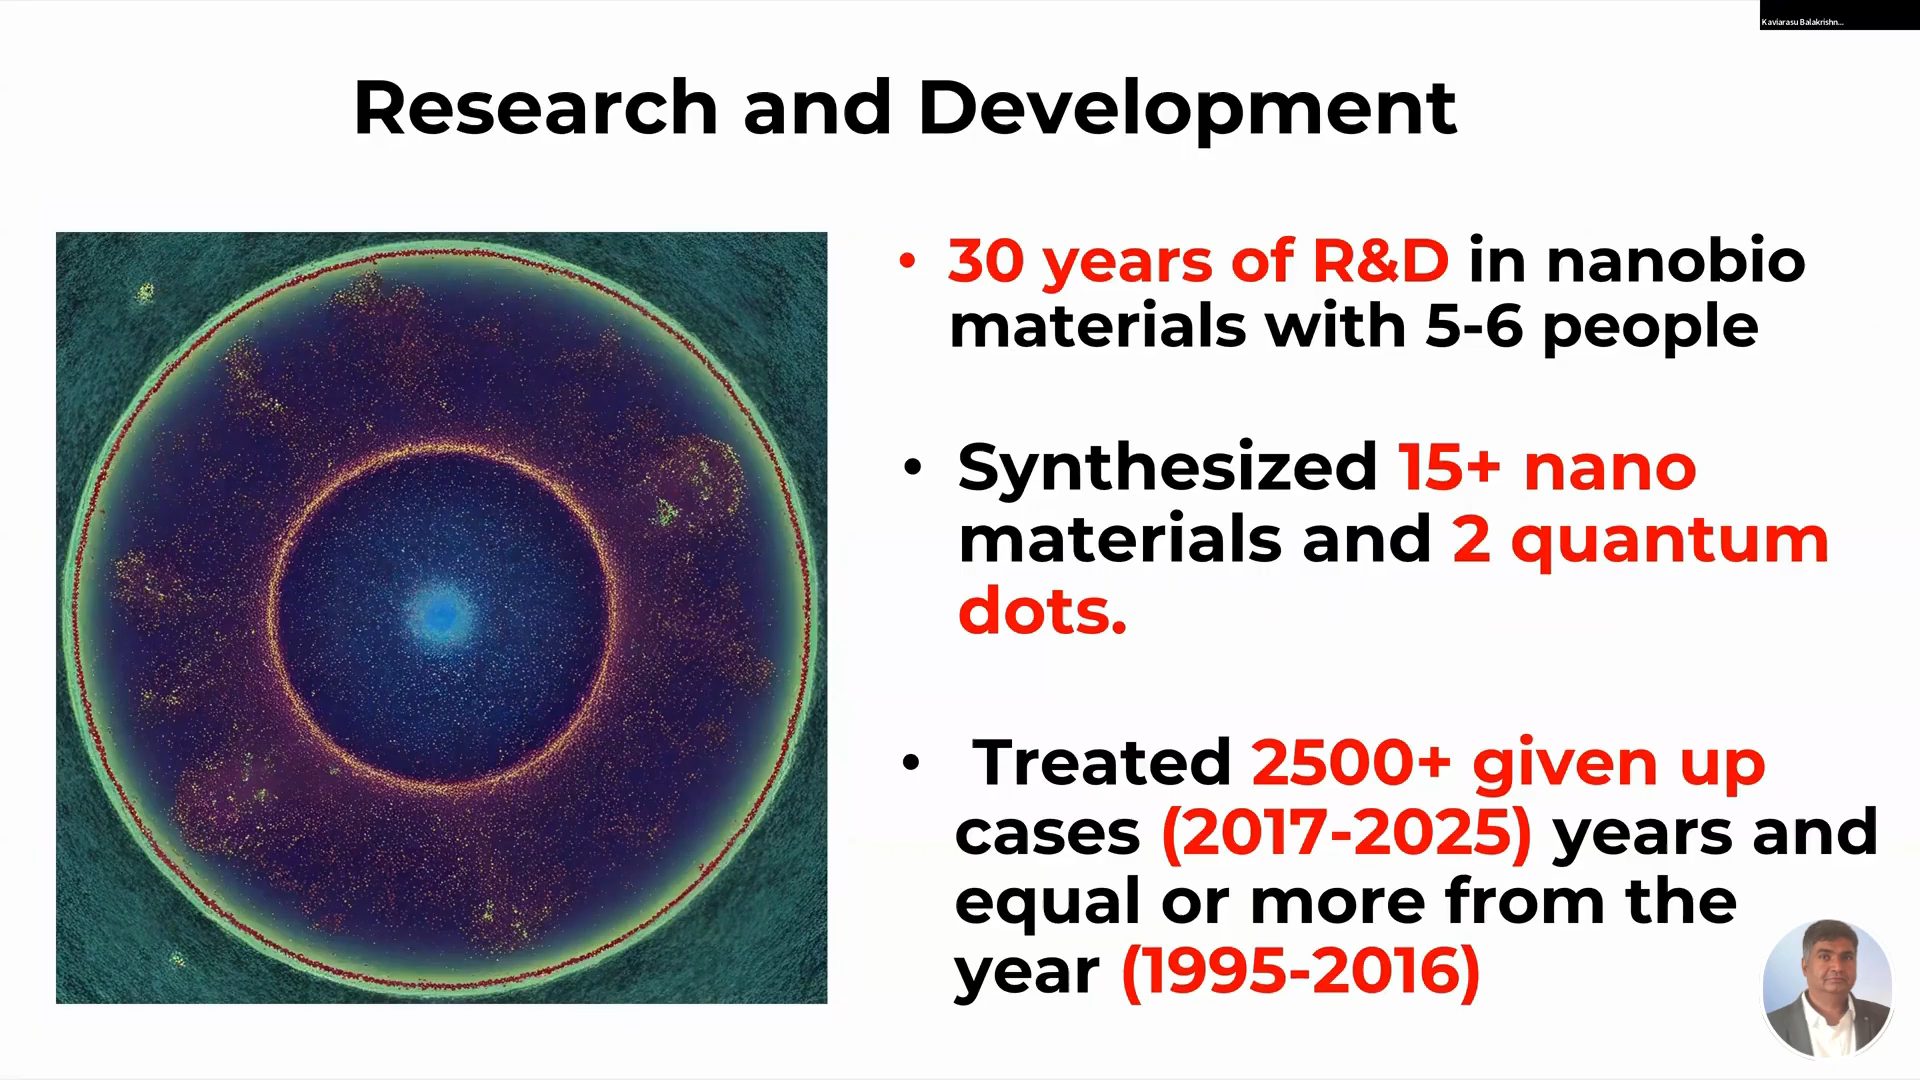 Kaviarasu Balakrishn...
Research and Development
• 30 years of R&D in nanobio
materials with 5-6 people
• Synthesized 15+ nano
materials and 2 quantum
dots.
• Treated 2500+ given up
cases (2017-2025) years and
equal or more from the
year (1995-2016)